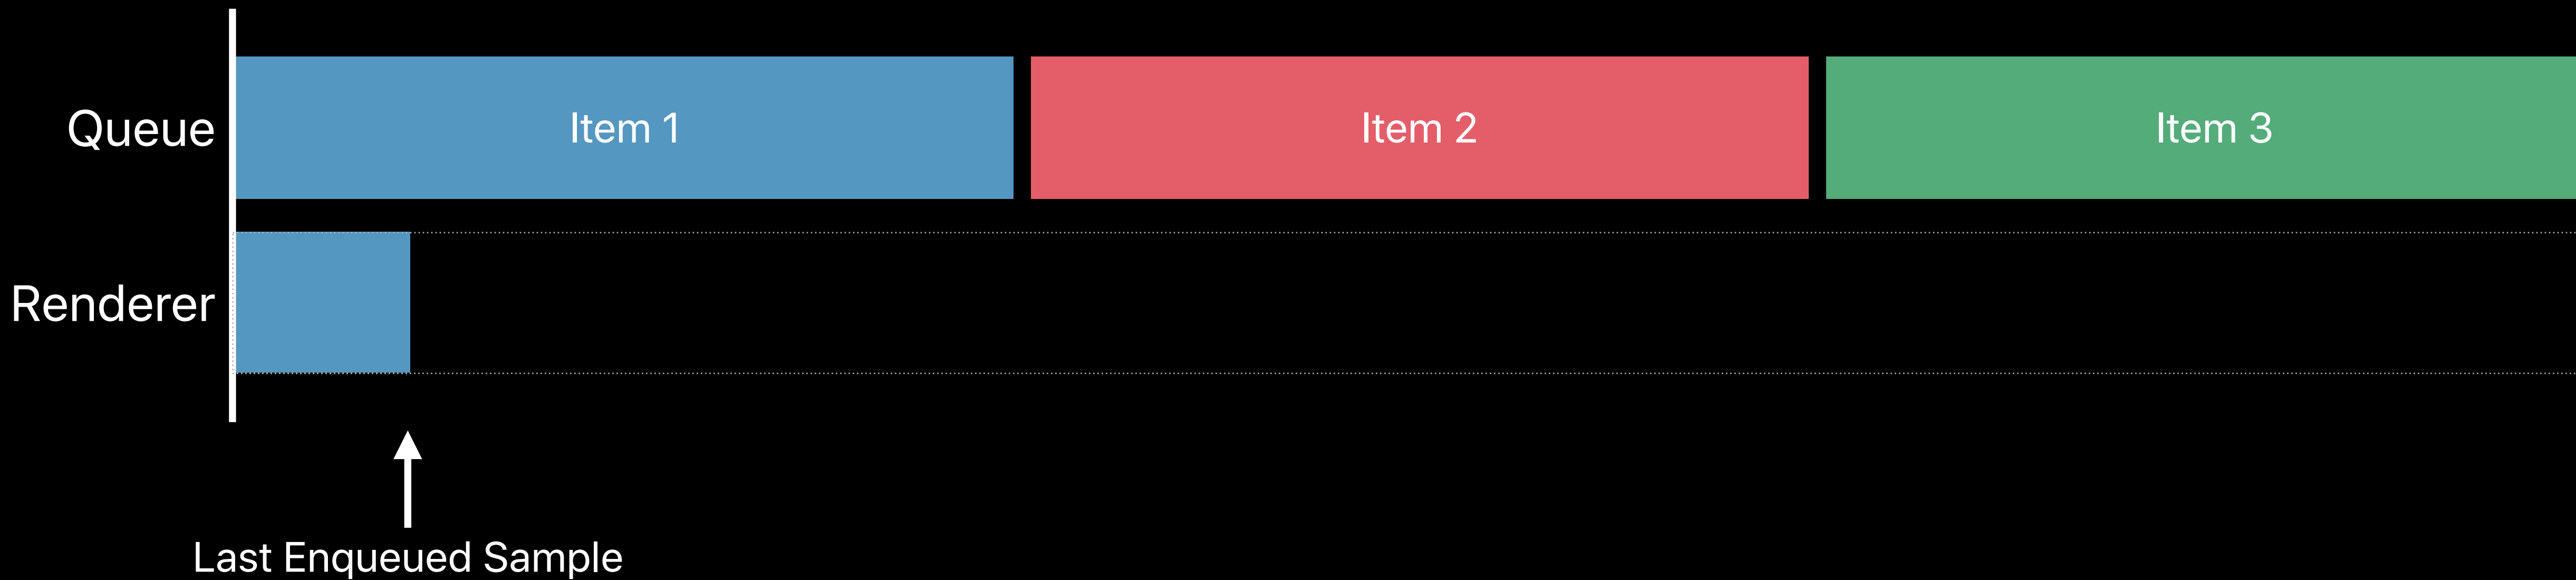 Queue
Item 1
Item 2
Item 3
Renderer
Last Enqueued Sample